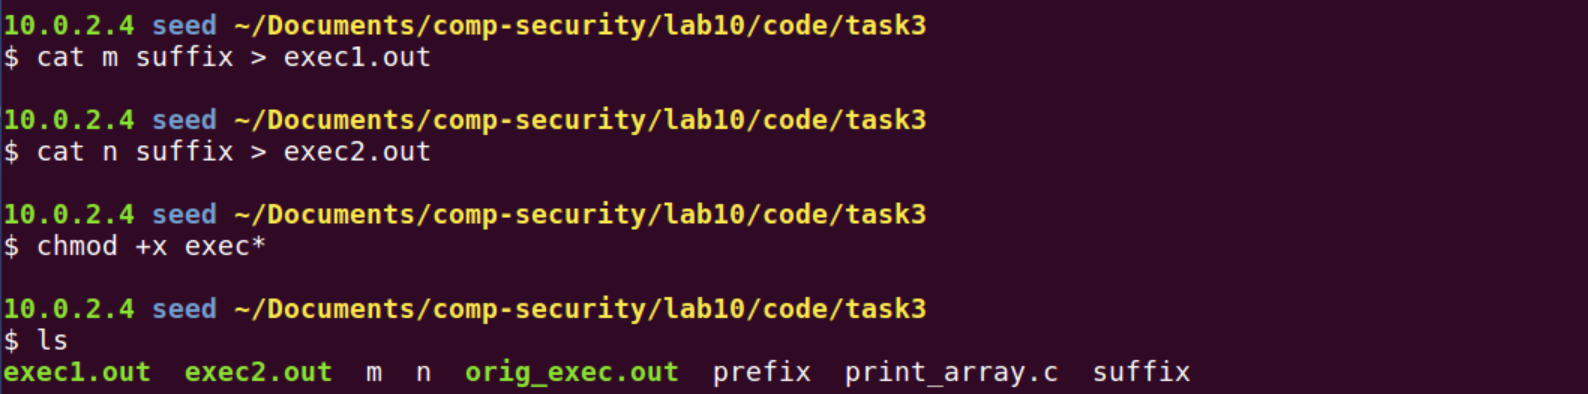 10.0.2.4 seed ~/Documents/comp-security/lab10/code/task3
$ cat m suffix > exec1.out
10.0.2.4 seed ~/Documents/comp-security/lab10/code/task3
$ cat n suffix > exec2.out
10.0.2.4 seed ~/Documents/comp-security/lab10/code/task3
$ chmod +x exec*
10.0.2.4 seed ~/Documents/comp-security/lab10/code/task3
$ ls
exec1.out  exec2.out  m  n  orig_exec.out  prefix  print_array.c  suffix